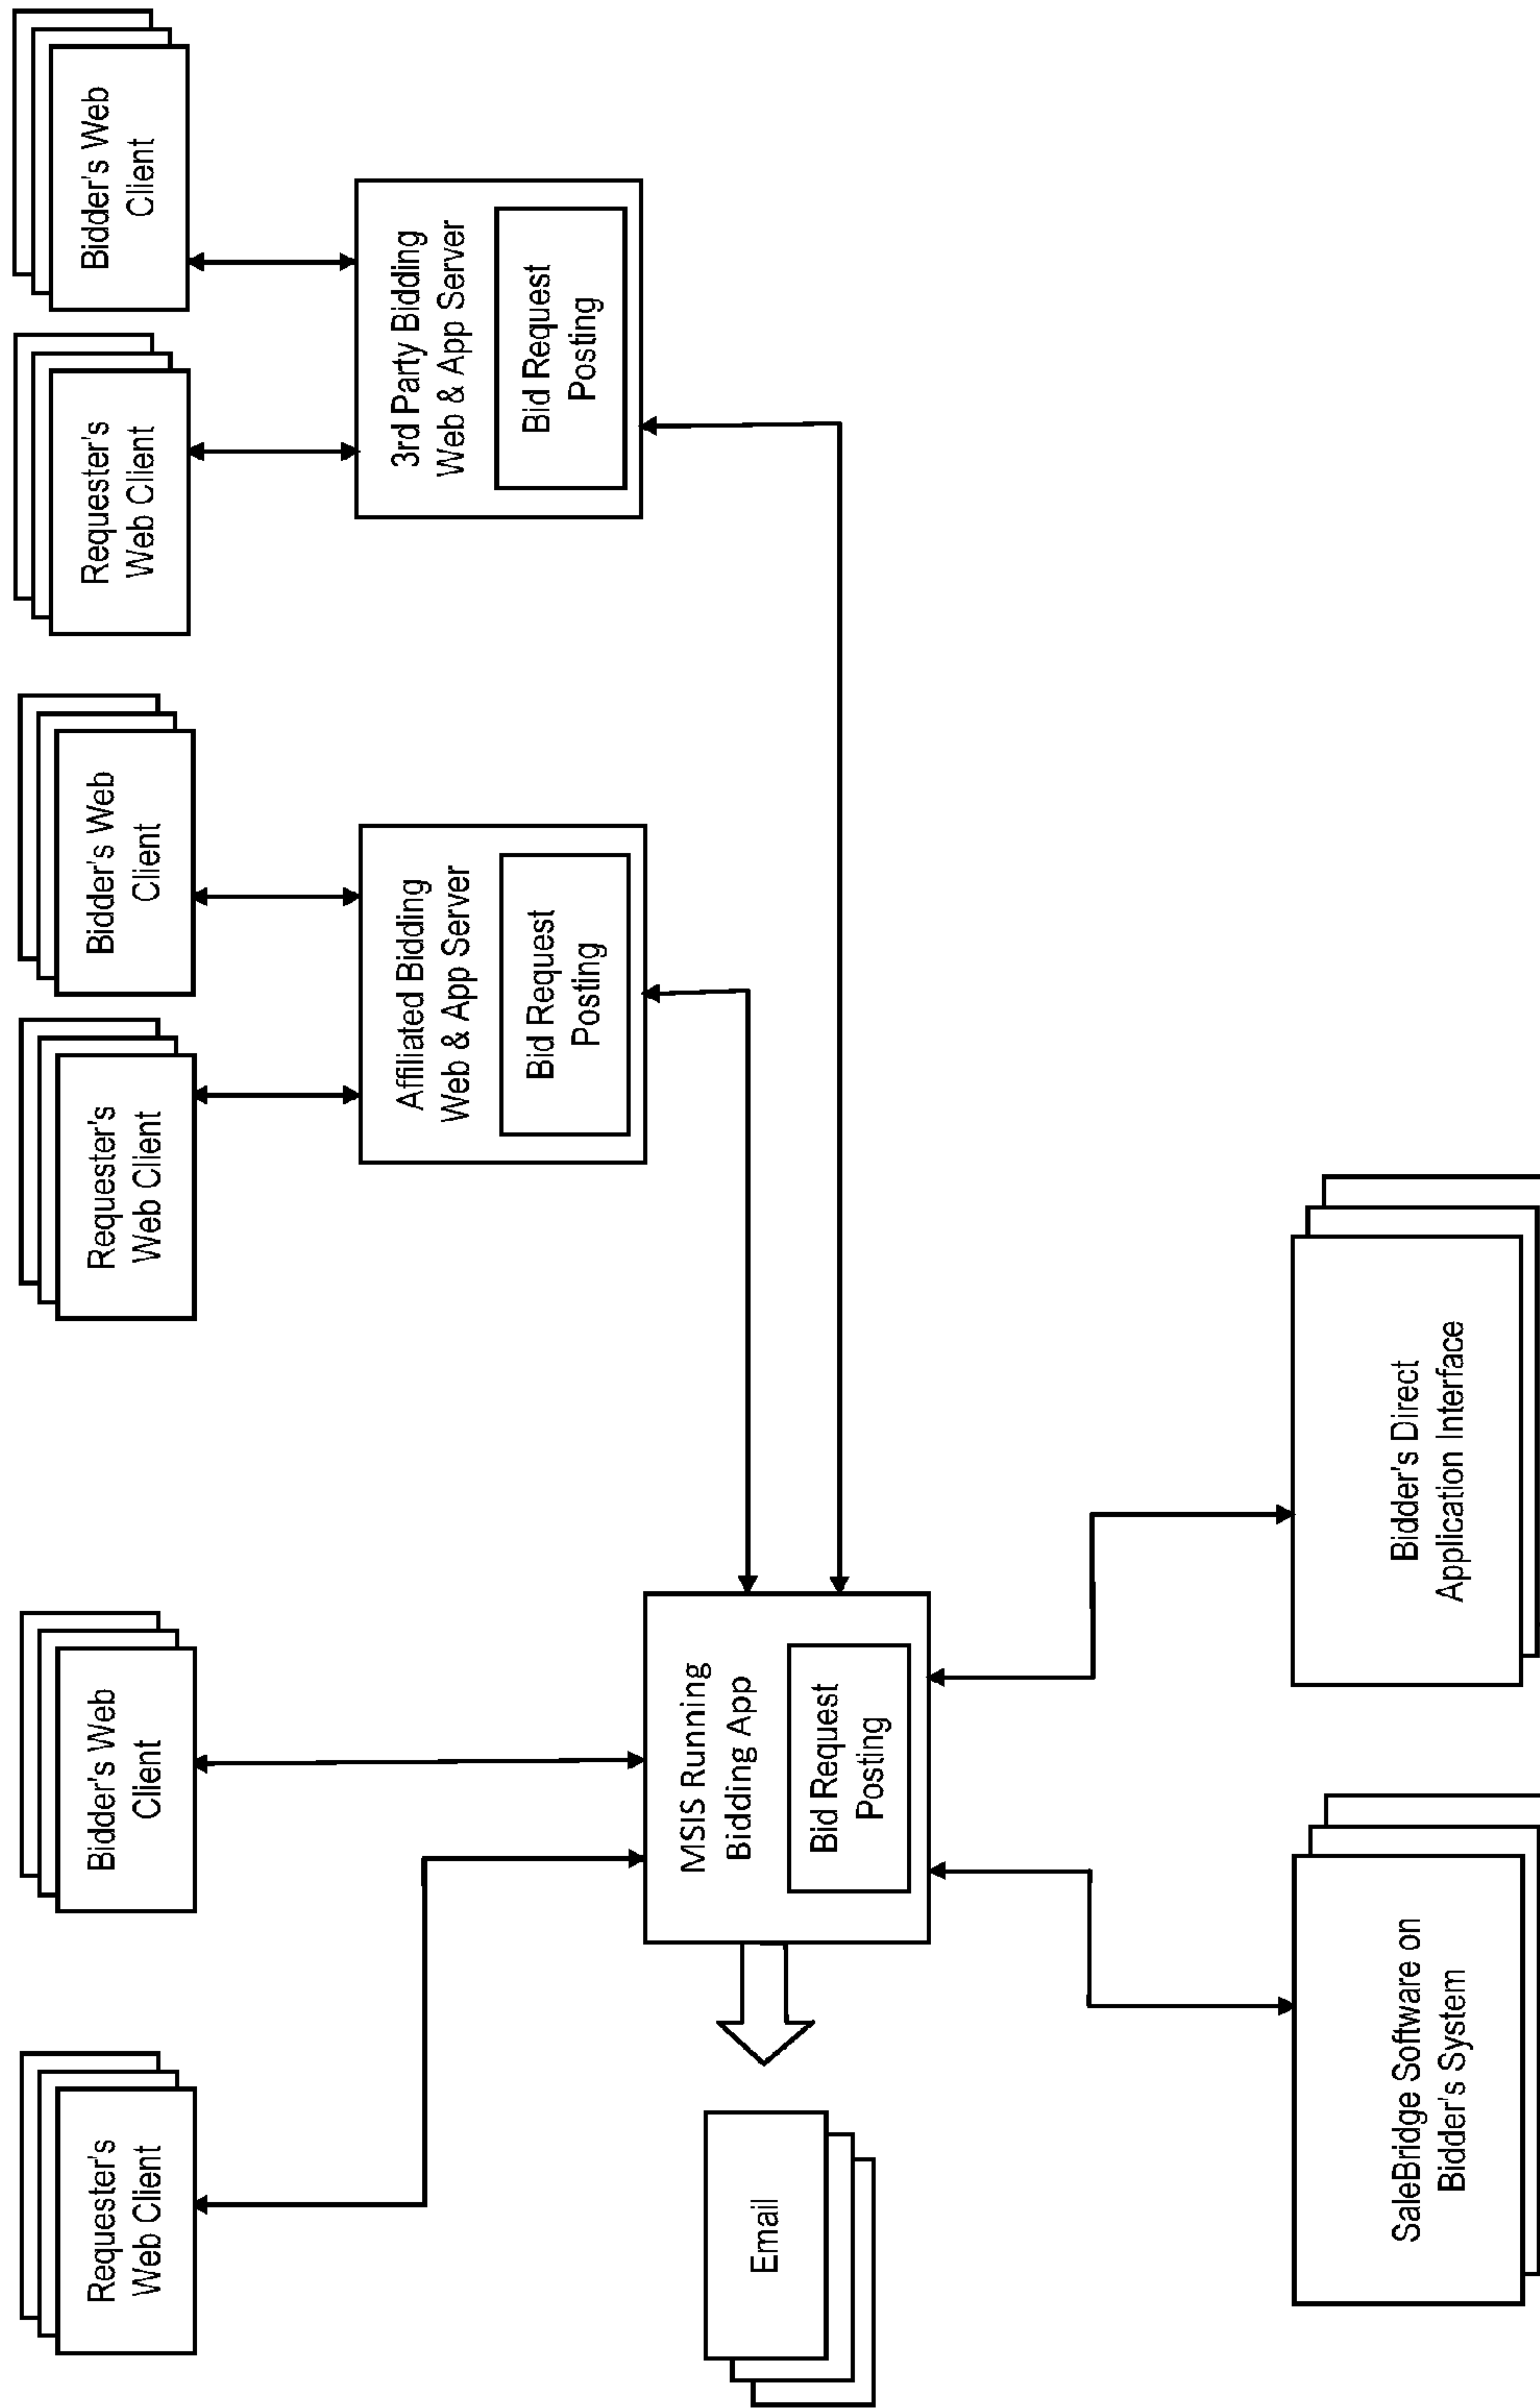 Requester's
Web Client
Bidder's Web
Client
Requester's
Web Client
Bidder's Web
Client
Requester's
Web Client
Bidder's Web
Client
Affiliated Bidding
Web & App Server
Bid Request
Posting
3rd Party Bidding
Web & App Server
Bid Request
Posting
Email
MSIS Running
Bidding App
Bid Request
Posting
SaleBridge Software on
Bidder's System
Bidder's Direct
Application Interface